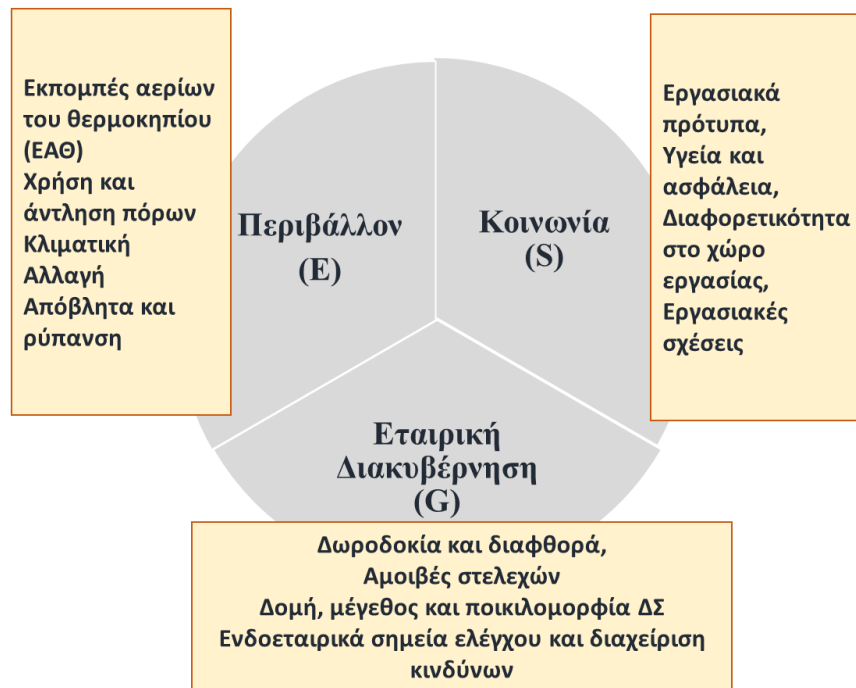 Εκπομπές αερίων
του θερμοκηπίου
(ΕΑΘ)
Χρήση και
άντληση πόρων
Κλιματική
Αλλαγή
Απόβλητα και
ρύπανση
Περιβάλλον
(E)
Κοινωνία
(S)
Εργασιακά
πρότυπα,
Υγεία και
ασφάλεια,
Διαφορετικότητα
στο χώρο
εργασίας,
Εργασιακές
σχέσεις
Εταιρική
Διακυβέρνηση
(G)
Δωροδοκία και διαφθορά,
Αμοιβές στελεχών
Δομή, μέγεθος και ποικιλομορφία ΔΣ
Ενδοεταιρικά σημεία ελέγχου και διαχείριση
κινδύνων